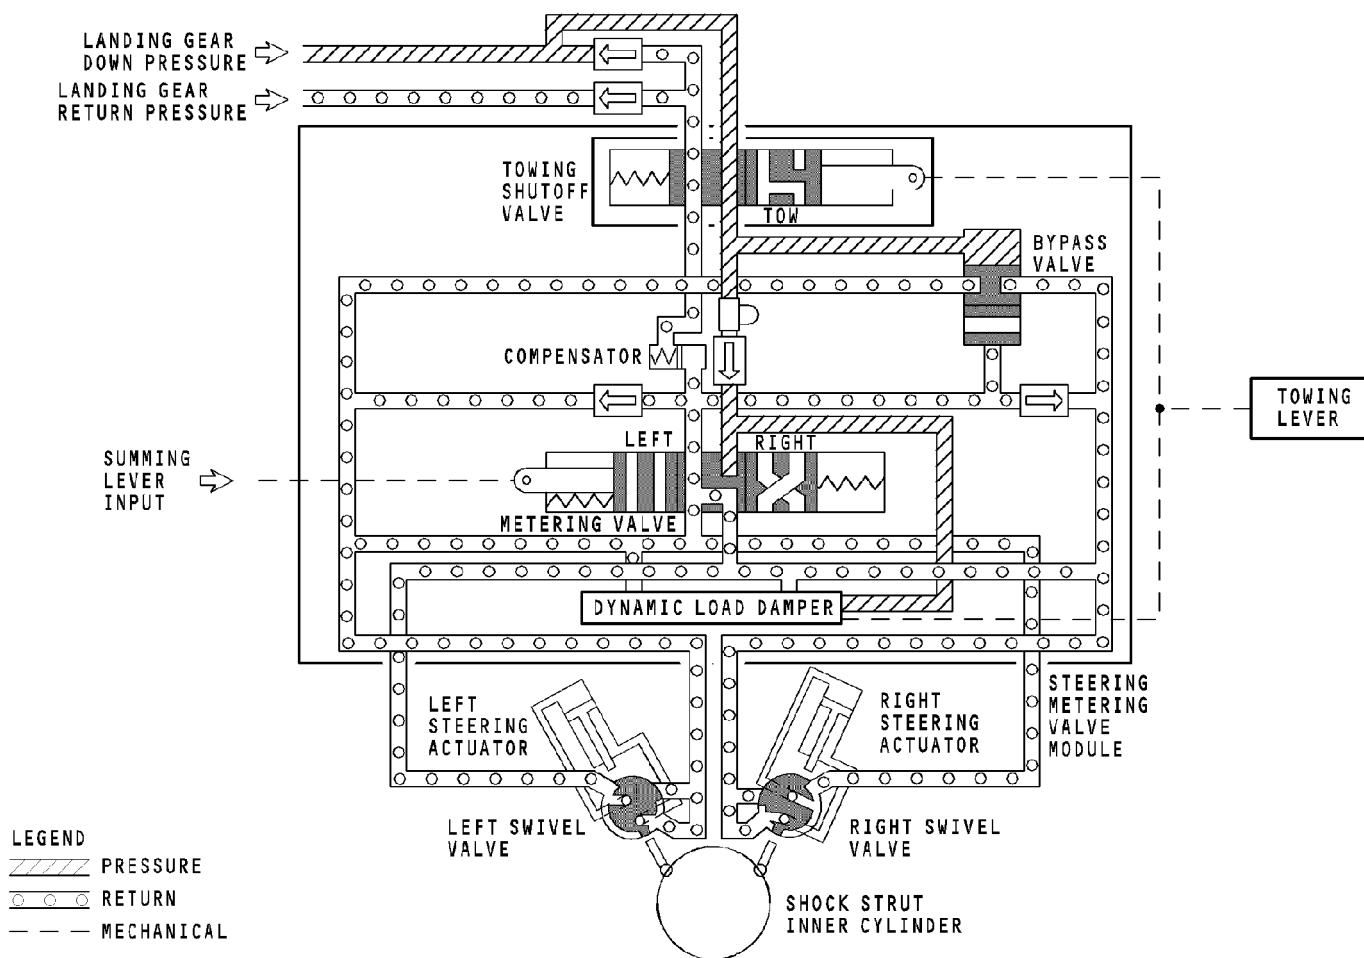 LANDING GEAR
DOWN PRESSURE
LANDING GEAR
RETURN PRESSURE
TOWING
SHUTOFF
VALVE
TOW
BYPASS
VALVE
COMPENSATOR
TOWING
LEVER
LEFT
RIGHT
SUMMING
LEVER
INPUT
METERING VALVE
DYNAMIC LOAD DAMPER
LEFT
STEERING
ACTUATOR
RIGHT
STEERING
ACTUATOR
STEERING
METERING
VALVE
MODULE
LEFT SWIVEL
VALVE
RIGHT SWIVEL
VALVE
LEGEND
PRESSURE
RETURN
MECHANICAL
SHOCK STRUT
INNER CYLINDER